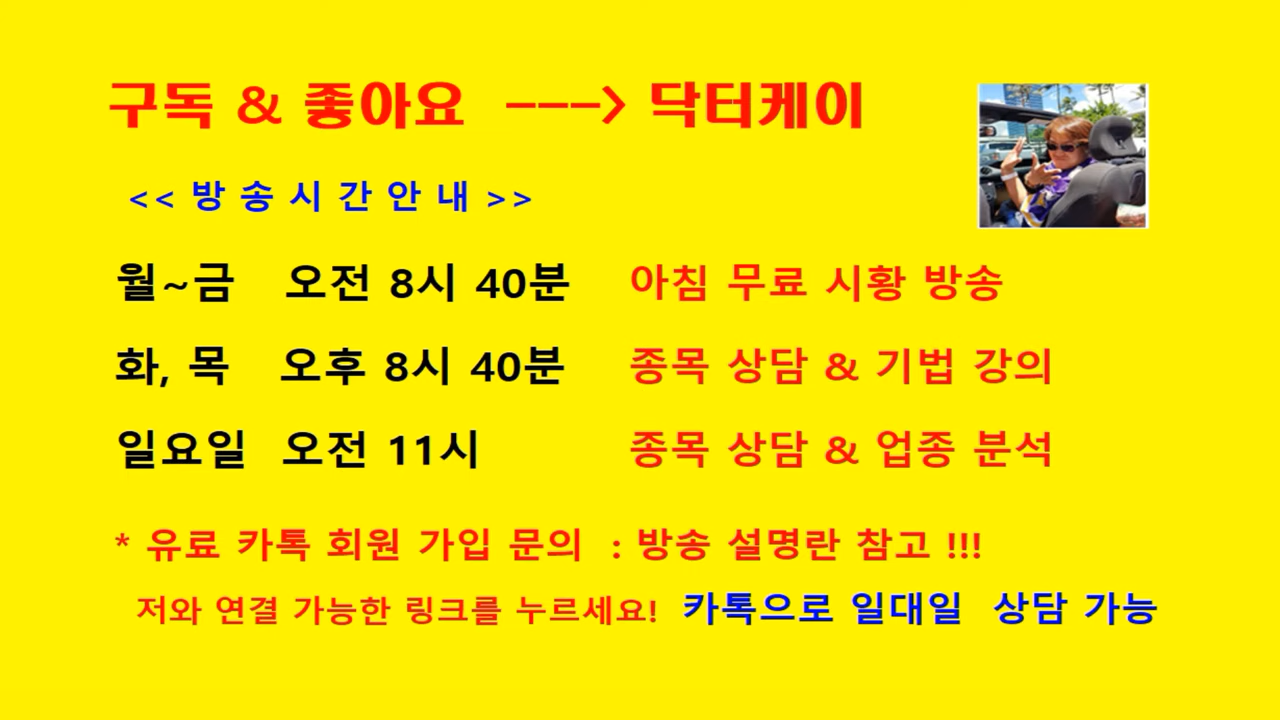 구독 & 좋아요 ---> 닥터케이
<< 방 송 시 간 안 내 >>
월~금 오전 8시 40분 아침 무료 시황 방송
화, 목 오후 8시 40분 종목 상담 & 기법 강의
일요일 오전 11시 종목 상담 & 업종 분석
* 유료 카톡 회원 가입 문의 : 방송 설명란 참고 !!!
저와 연결 가능한 링크를 누르세요! 카톡으로 일대일 상담 가능